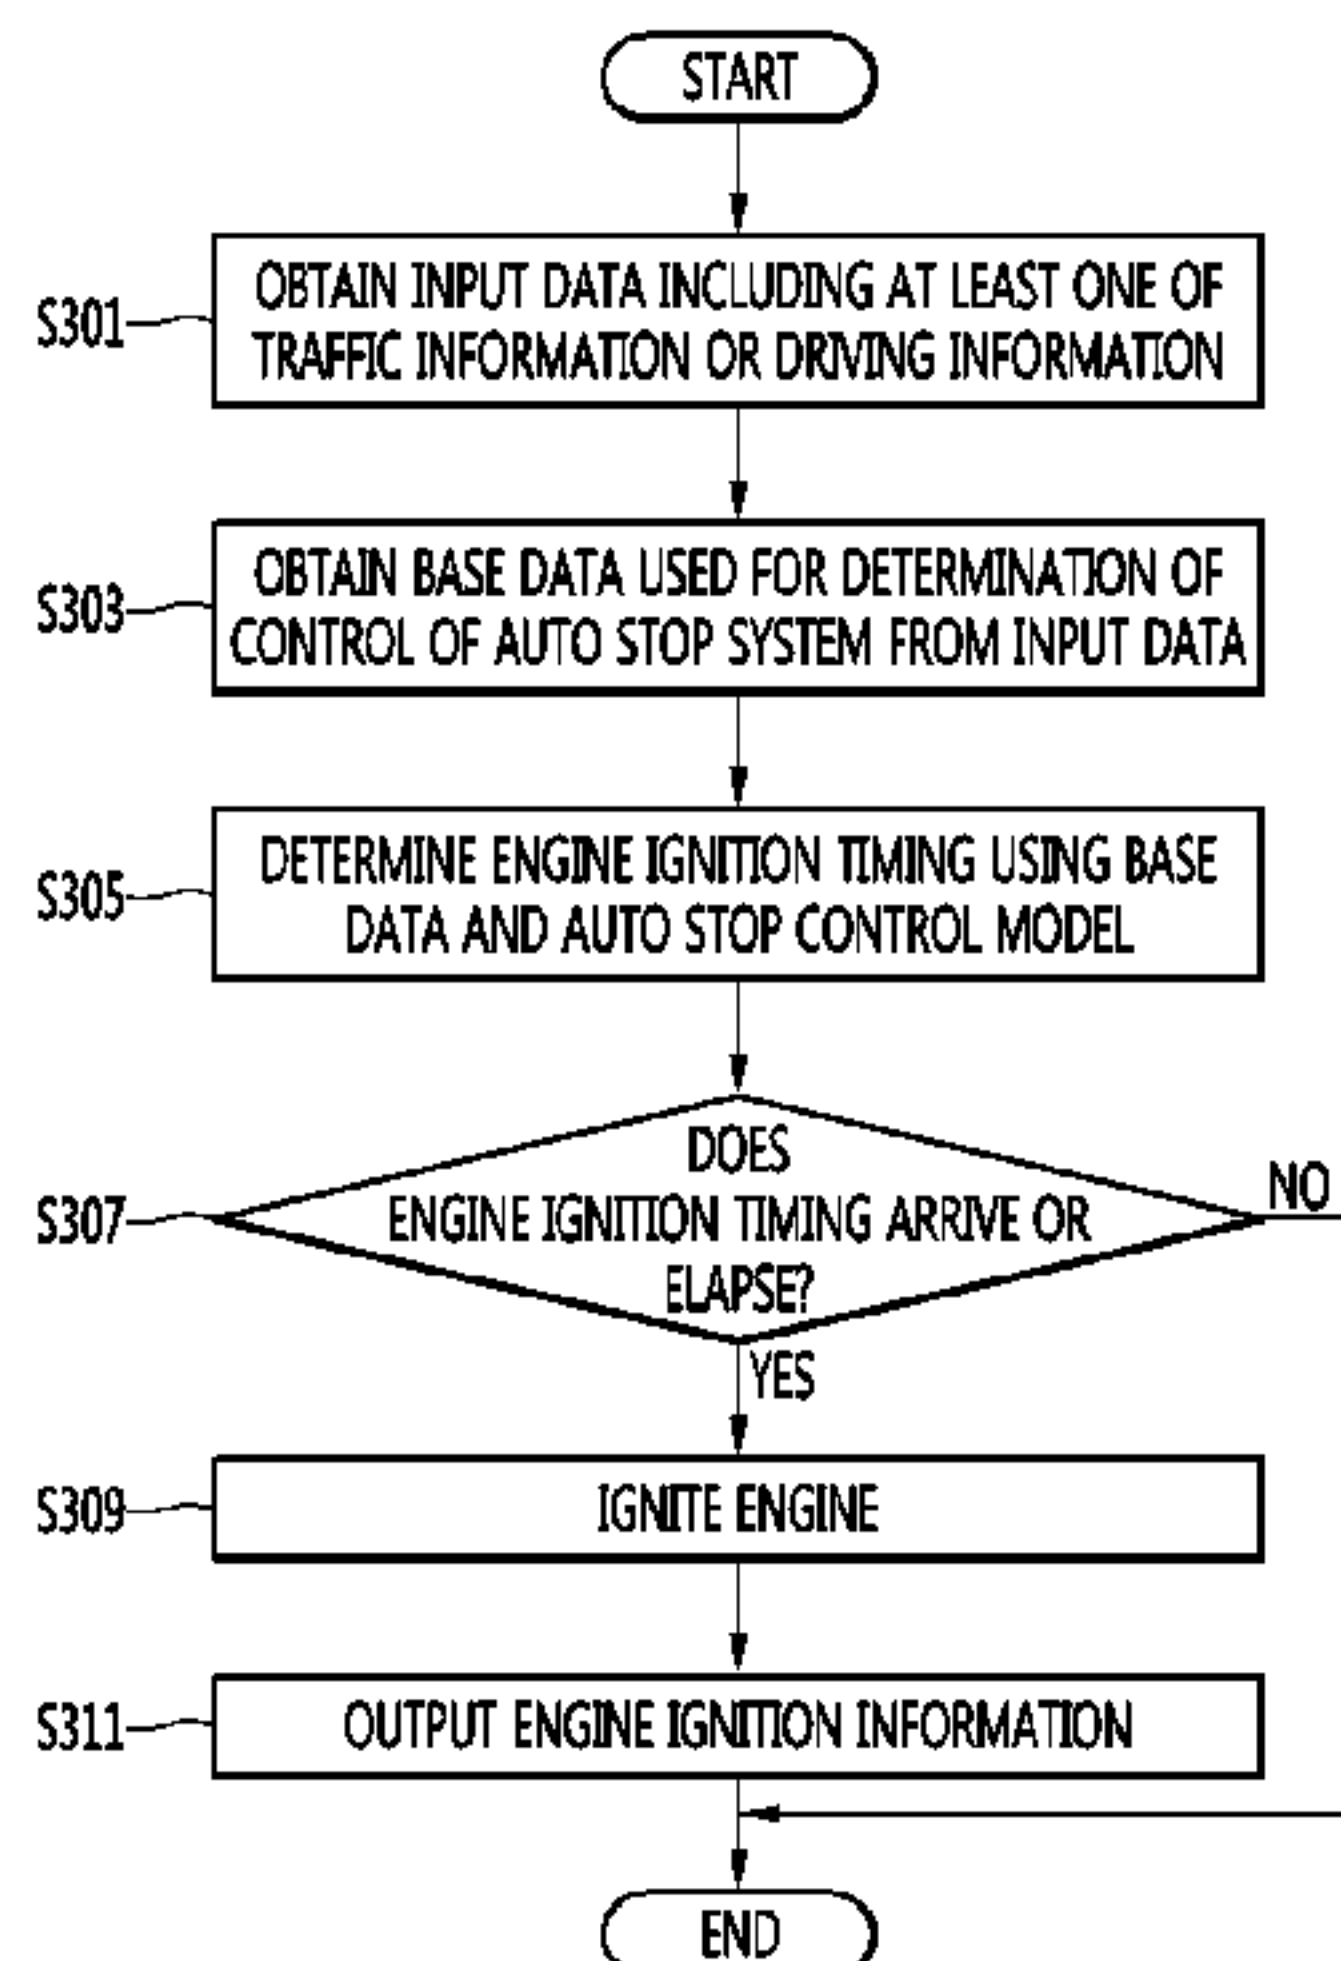 START
S301
OBTAIN INPUT DATA INCLUDING AT LEAST ONE OF
TRAFFIC INFORMATION OR DRIVING INFORMATION
S303
OBTAIN BASE DATA USED FOR DETERMINATION OF
CONTROL OF AUTO STOP SYSTEM FROM INPUT DATA
S305
DETERMINE ENGINE IGNITION TIMING USING BASE
DATA AND AUTO STOP CONTROL MODEL
S307
DOES
ENGINE IGNITION TIMING ARRIVE OR
ELAPSE?
NO
YES
S309
IGNITE ENGINE
S311
OUTPUT ENGINE IGNITION INFORMATION
END